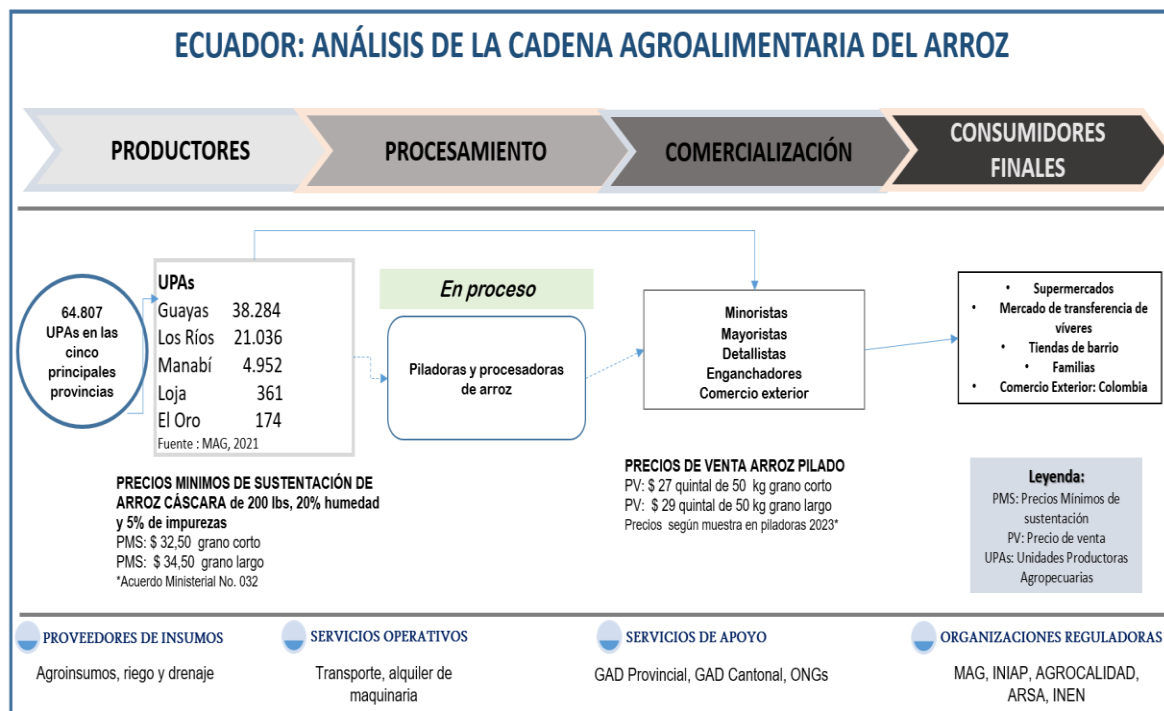 ECUADOR: ANÁLISIS DE LA CADENA AGROALIMENTARIA DEL ARROZ
PRODUCTORES
PROCESAMIENTO
COMERCIALIZACIÓN
CONSUMIDORES
FINALES
64.807
UPAs en las
cinco
principales
provincias
UPAs
Guayas 38.284
Los Ríos 21.036
Manabí 4.952
Loja 361
El Oro 174
Fuente : MAG, 2021
En proceso
Piladoras y procesadoras
de arroz
Minoristas
Mayoristas
Detallistas
Enganchadores
Comercio exterior
• Supermercados
• Mercado de transferencia de
víveres
• Tiendas de barrio
• Familias
• Comercio Exterior: Colombia
PRECIOS MINIMOS DE SUSTENTACIÓN DE
ARROZ CÁSCARA de 200 lbs, 20% humedad
y 5% de impurezas
PMS: $ 32,50 grano corto
PMS: $ 34,50 grano largo
*Acuerdo Ministerial No. 032
PRECIOS DE VENTA ARROZ PILADO
PV: $ 27 quintal de 50 kg grano corto
PV: $ 29 quintal de 50 kg grano largo
Precios según muestra en piladoras 2023*
Leyenda:
PMS: Precios Mínimos de
sustentación
PV: Precio de venta
UPAs: Unidades Productoras
Agropecuarias
PROVEEDORES DE INSUMOS
Agroinsumos, riego y drenaje
SERVICIOS OPERATIVOS
Transporte, alquiler de
maquinaria
SERVICIOS DE APOYO
GAD Provincial, GAD Cantonal, ONGs
ORGANIZACIONES REGULADORAS
MAG, INIAP, AGROCALIDAD,
ARSA, INEN